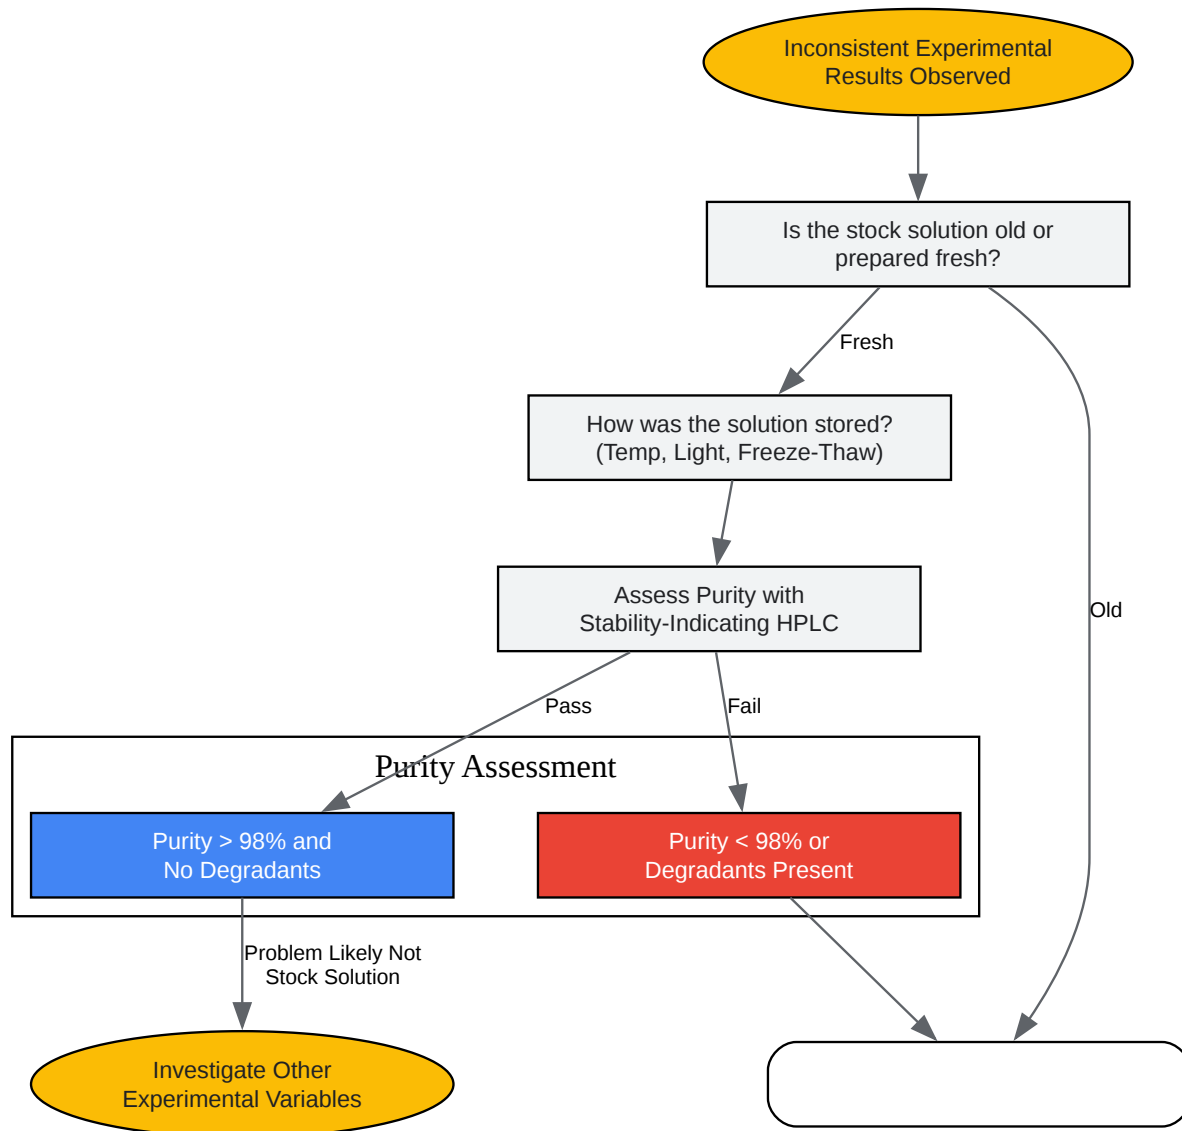 Inconsistent Experimental
Results Observed
Is the stock solution old or
prepared fresh?
Fresh
How was the solution stored?
(Temp, Light, Freeze-Thaw)
Old
Assess Purity with
Stability-Indicating HPLC
Pass
Fail
Purity Assessment
Purity > 98% and
No Degradants
Purity < 98% or
Degradants Present
Problem Likely Not
Stock Solution
Investigate Other
Experimental Variables